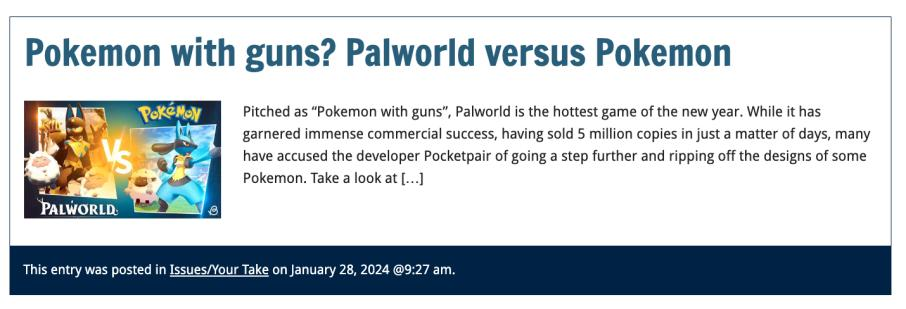 Pokemon with guns? Palworld versus Pokemon
POKéMON
VS
PALWORLD
Pitched as “Pokemon with guns”, Palworld is the hottest game of the new year. While it has
garnered immense commercial success, having sold 5 million copies in just a matter of days, many
have accused the developer Pocketpair of going a step further and ripping off the designs of some
Pokemon. Take a look at […]
This entry was posted in Issues/Your Take on January 28, 2024 @9:27 am.